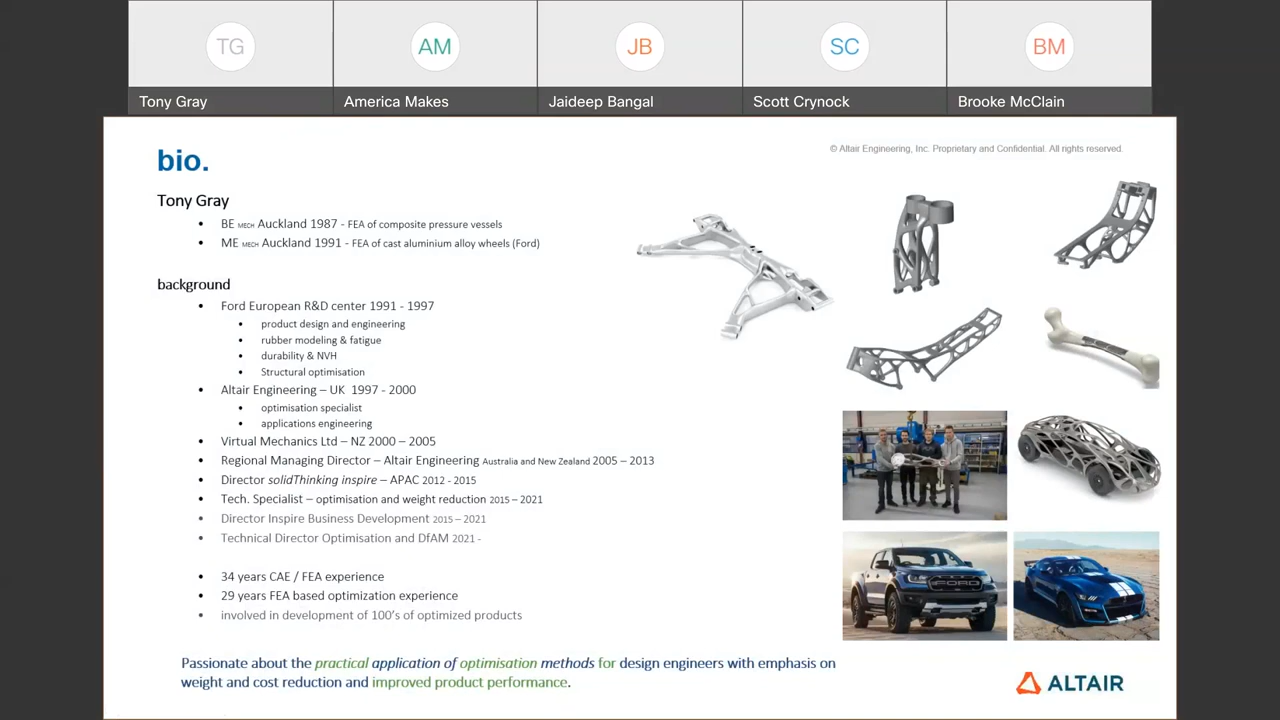 TG
AM
JB
SC
BM
Tony Gray
America Makes
Jaideep Bangal
Scott Crynock
Brooke McClain
© Altair Engineering, Inc. Proprietary and Confidential. All rights reserved.
bio.
Tony Gray
• BE MECH Auckland 1987 - FEA of composite pressure vessels
• ME MECH Auckland 1991 - FEA of cast aluminium alloy wheels (Ford)
background
• Ford European R&D center 1991 - 1997
• product design and engineering
• rubber modeling & fatigue
• durability & NVH
• Structural optimisation
• Altair Engineering – UK 1997 - 2000
• optimisation specialist
• applications engineering
• Virtual Mechanics Ltd – NZ 2000 – 2005
• Regional Managing Director – Altair Engineering Australia and New Zealand 2005 – 2013
• Director solidThinking inspire – APAC 2012 - 2015
• Tech. Specialist – optimisation and weight reduction 2015 – 2021
• Director Inspire Business Development 2015 – 2021
• Technical Director Optimisation and DfAM 2021 -
• 34 years CAE / FEA experience
• 29 years FEA based optimization experience
• involved in development of 100's of optimized products
Passionate about the practical application of optimisation methods for design engineers with emphasis on
weight and cost reduction and improved product performance.
FORD
ALTAIR